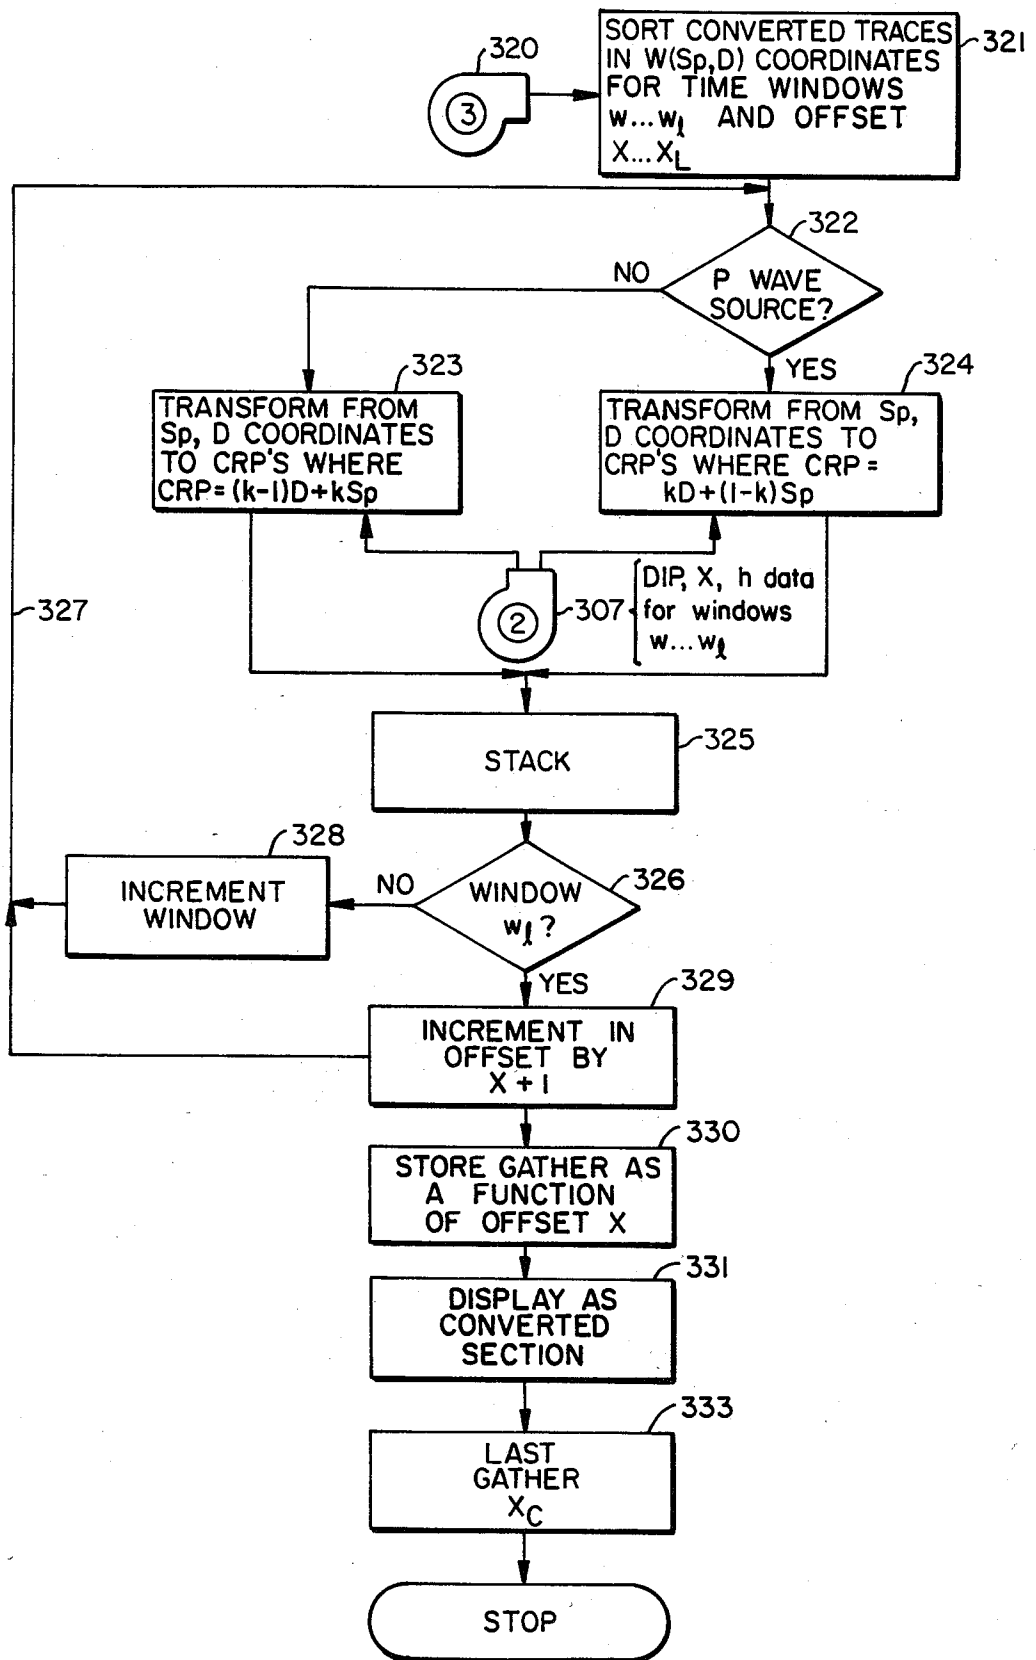 320
3
SORT CONVERTED TRACES
IN W(Sp,D) COORDINATES
FOR TIME WINDOWS
w...wℓ AND OFFSET
X...XL
321
322
P WAVE
SOURCE?
NO
YES
323
TRANSFORM FROM
Sp, D COORDINATES
TO CRP'S WHERE
CRP=(k-1)D+kSp
324
TRANSFORM FROM Sp,
D COORDINATES TO
CRP'S WHERE CRP=
kD+(1-k)Sp
327
2
307
DIP, X, h data
for windows
w...wℓ
STACK
325
328
INCREMENT
WINDOW
NO
WINDOW
wℓ?
326
YES
329
INCREMENT IN
OFFSET BY
X+1
330
STORE GATHER AS
A FUNCTION
OF OFFSET X
331
DISPLAY AS
CONVERTED
SECTION
333
LAST
GATHER
XC
STOP